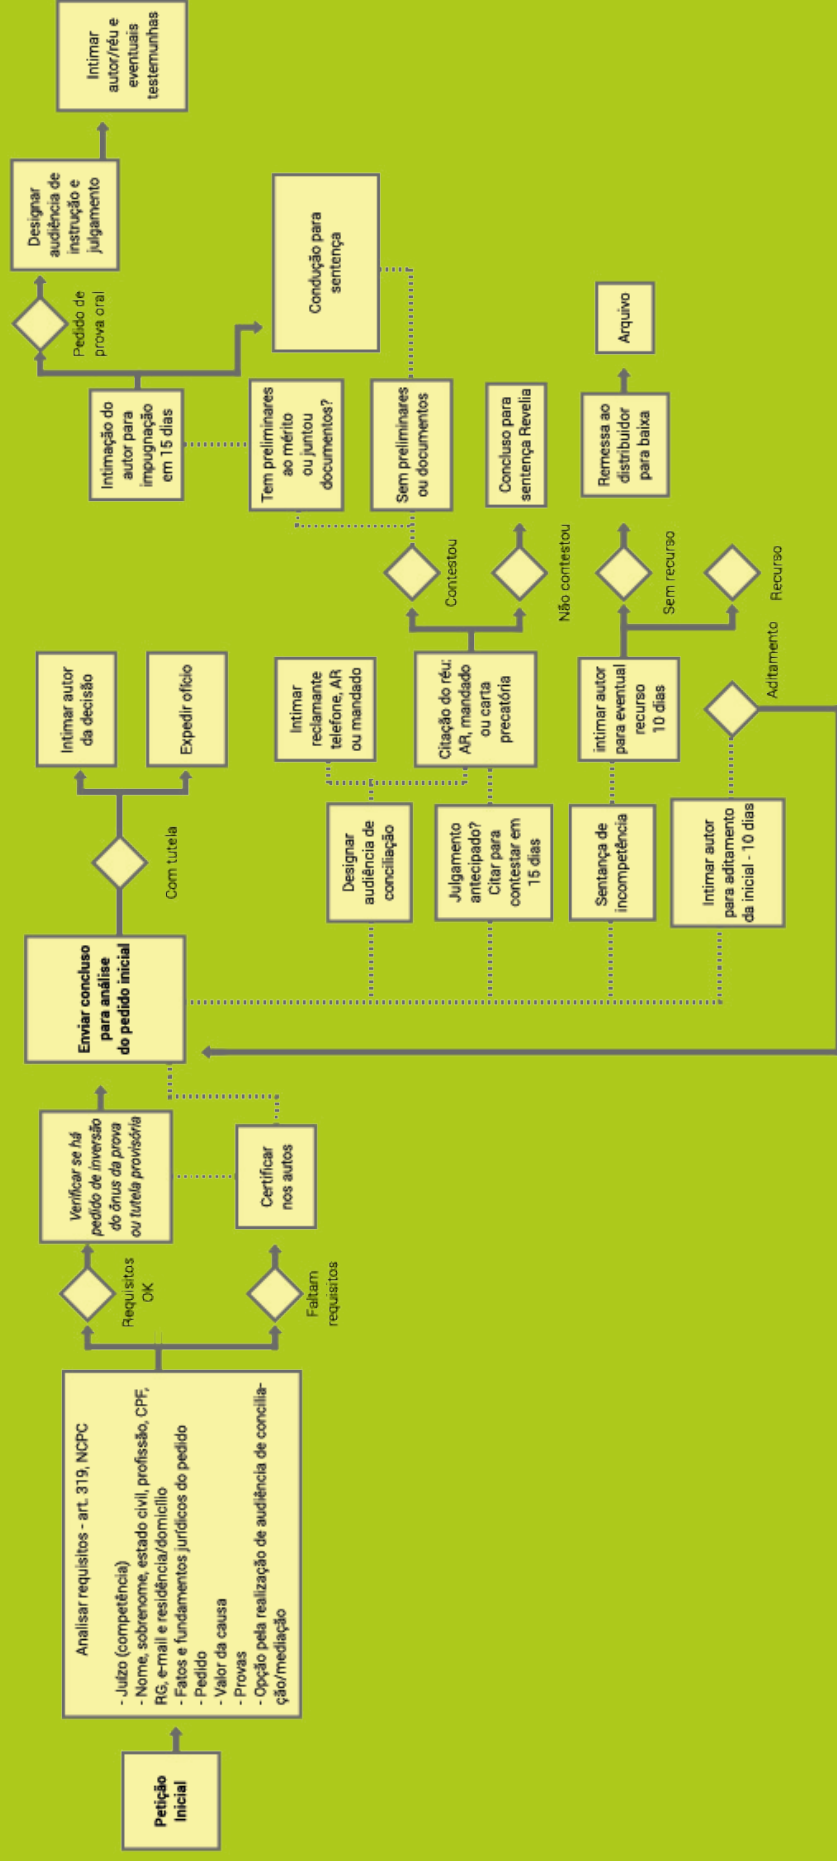 Petição
Inicial
Analisar requisitos - art. 319, NCPC
- Juízo (competência)
- Nome, sobrenome, estado civil, profissão, CPF,
RG, e-mail e residência/domicílio
- Fatos e fundamentos jurídicos do pedido
- Pedido
- Valor da causa
- Provas
- Opção pela realização de audiência de concilia-
ção/mediação
Requisitos
OK
Faltam
requisitos
Verificar se há
pedido de inversão
do ônus da prova
ou tutela provisória
Certificar
nos autos
Enviar concluso
para análise
do pedido inicial
Com tutela
Intimar autor
da decisão
Expedir ofício
Designar
audiência de
conciliação
Julgamento
antecipado?
Citar para
contestar em
15 dias
Sentança de
incompetência
Intimar autor
para aditamento
da inicial - 10 dias
Intimar
reclamante
telefone, AR
ou mandado
Citação do réu:
AR, mandado
ou carta
precatória
intimar autor
para eventual
recurso
10 dias
Aditamento
Contestou
Não contestou
Sem recurso
Recurso
Intimação do
autor para
impugnação
em 15 dias
Tem preliminares
ao mérito
ou juntou
documentos?
Sem preliminares
ou documentos
Concluso para
sentença Revelia
Remessa ao
distribuidor
para baixa
Arquivo
Pedido de
prova oral
Condução para
sentença
Designar
audiência de
instrução e
julgamento
Intimar
autor/réu e
eventuais
testemunhas